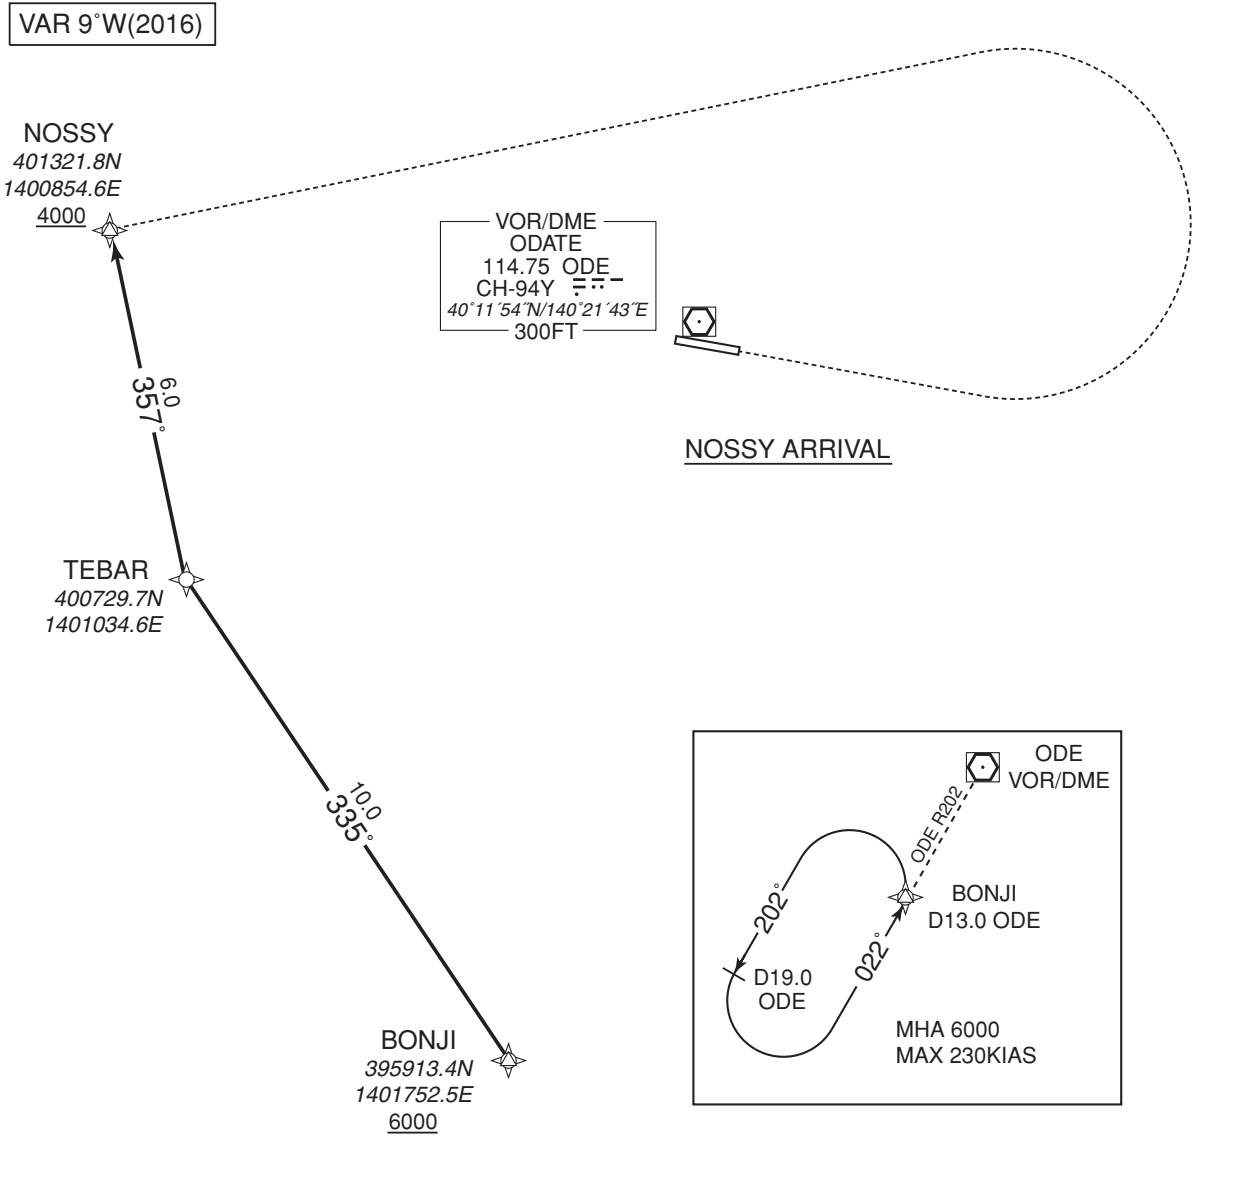 VAR 9˚W(2016)
NOSSY
401321.8N
1400854.6E
4000
VOR/DME
ODATE
114.75 ODE
CH-94Y
40˚11´54˝N/140˚21´43˝E
300FT
6.0
357˚
NOSSY ARRIVAL
TEBAR
400729.7N
1401034.6E
10.0
335˚
BONJI
395913.4N
1401752.5E
6000
ODE
VOR/DME
ODE R202
202˚
BONJI
D13.0 ODE
022˚
D19.0
ODE
MHA 6000
MAX 230KIAS